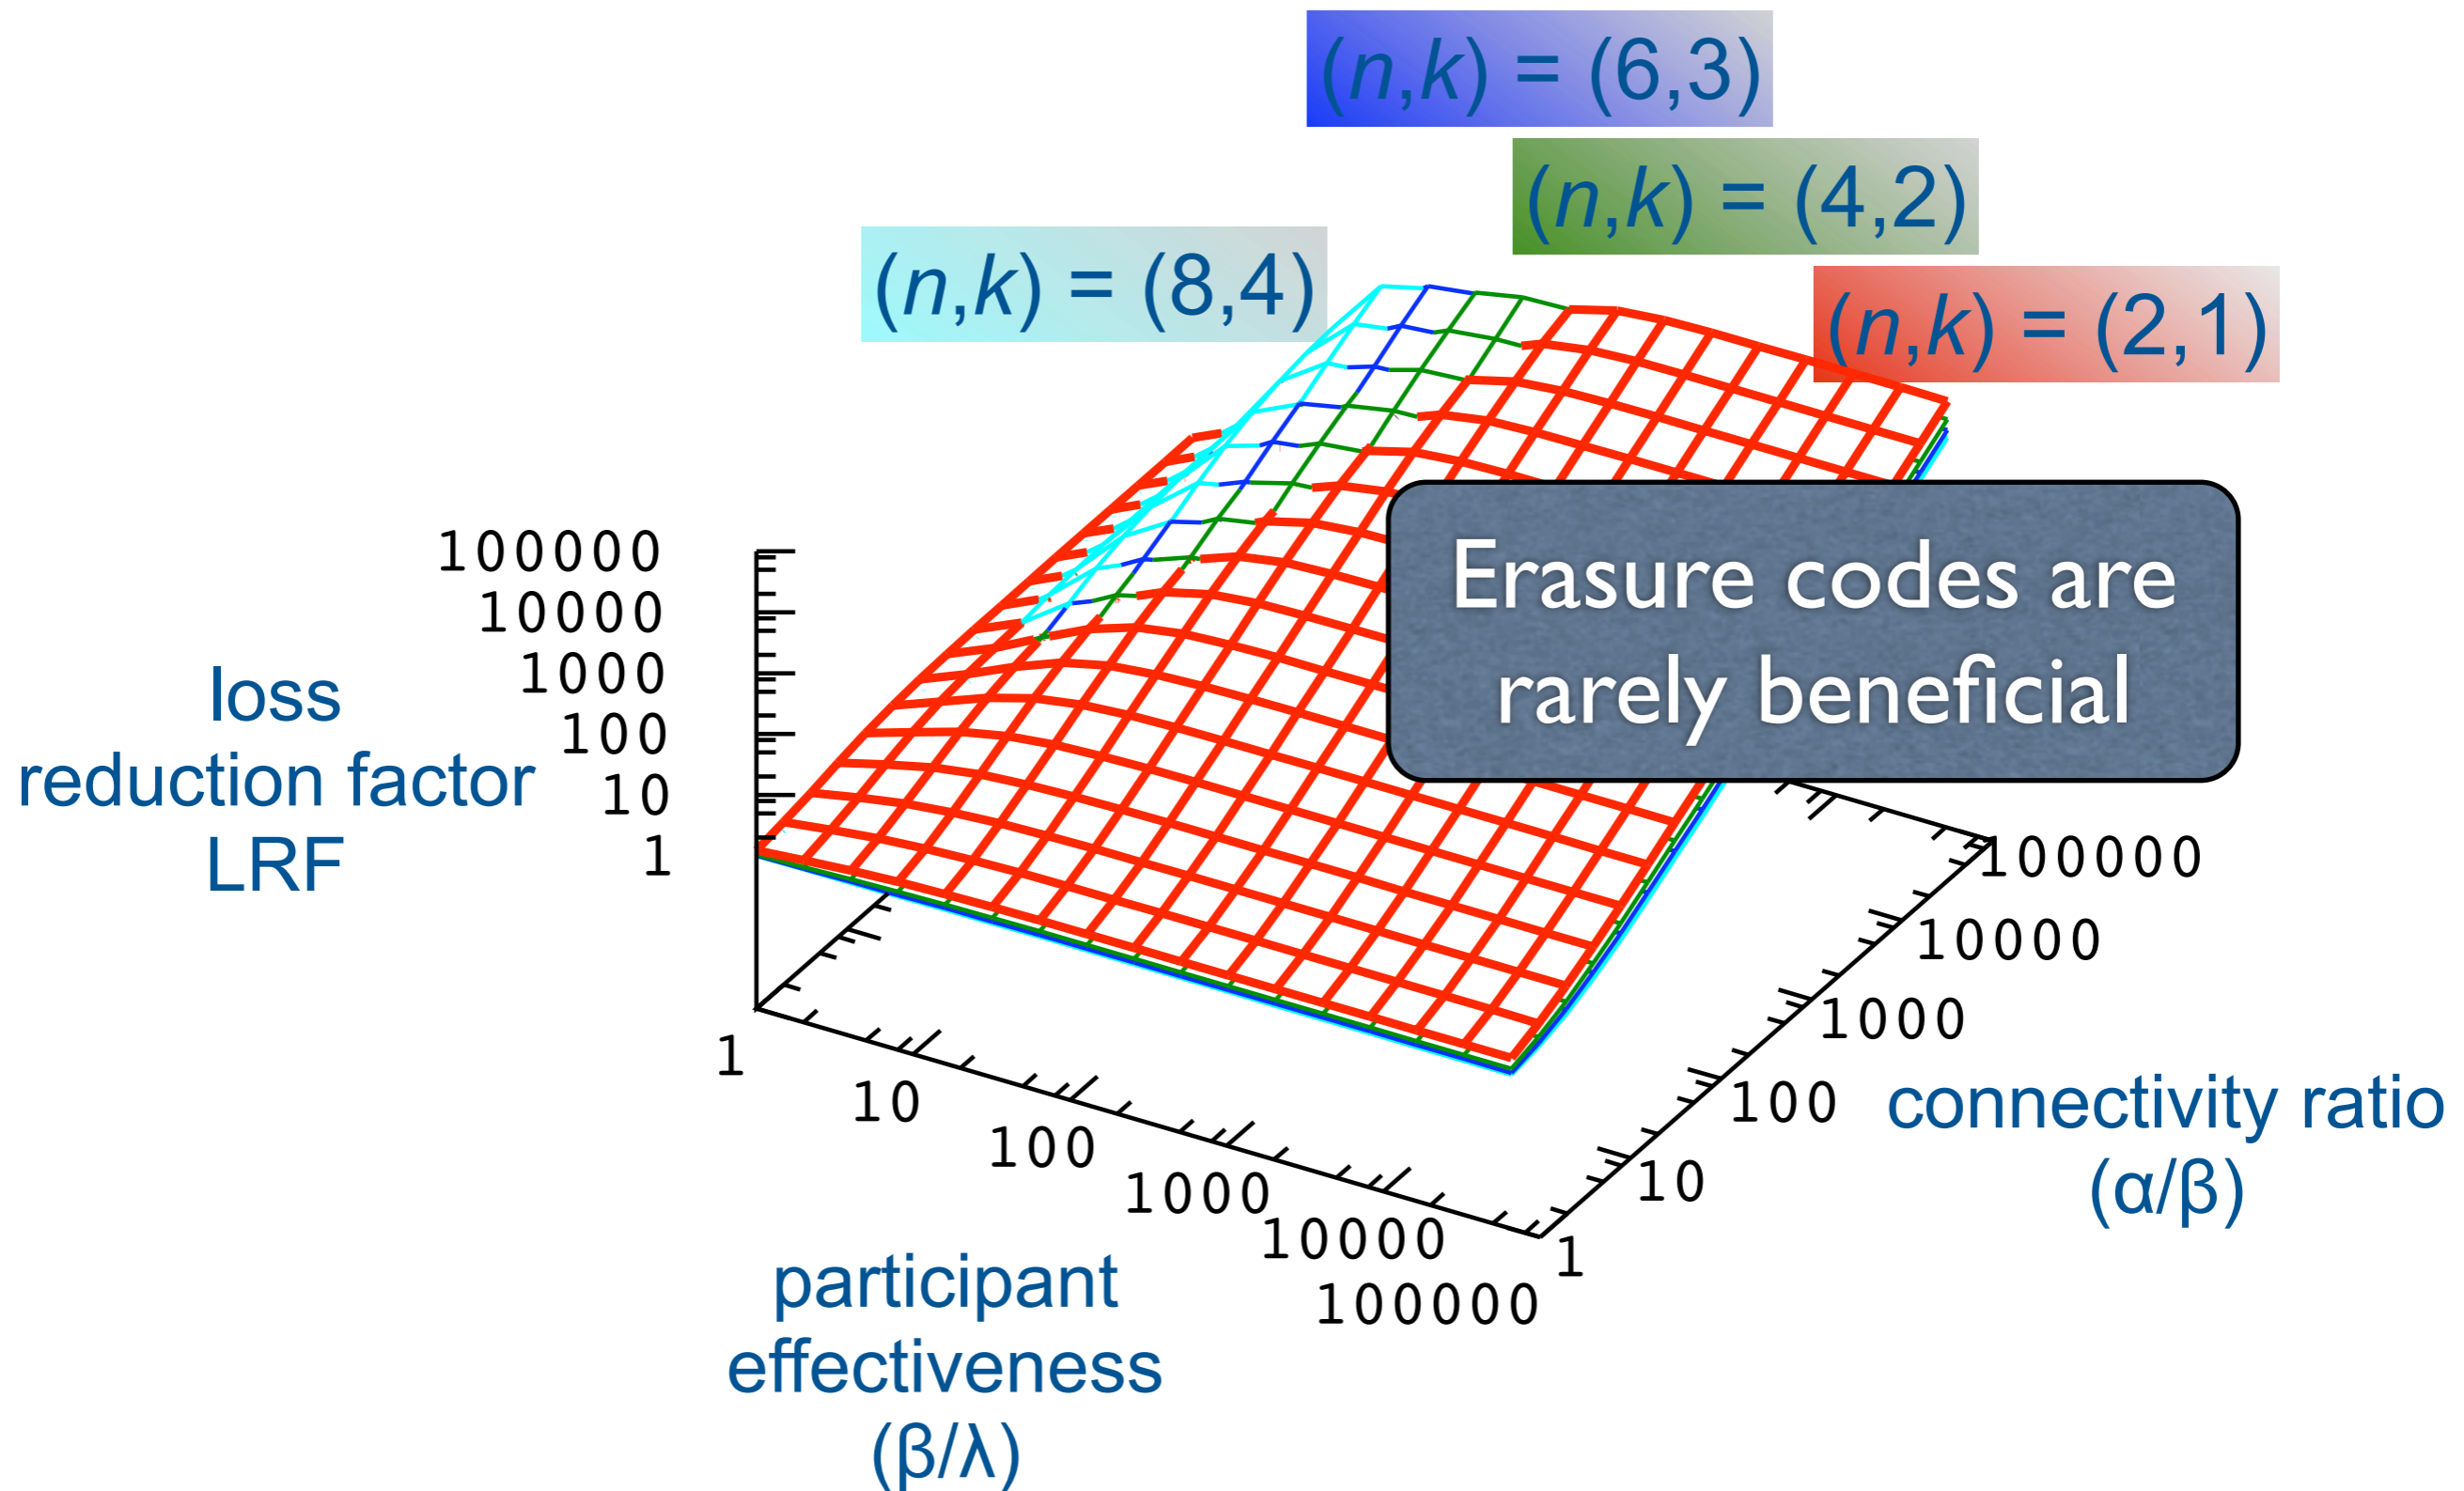 (n,k) = (6,3)
(n,k) = (4,2)
(n,k) = (8,4)
(n,k) = (2,1)
Erasure codes are
rarely beneficial
100000
10000
1000
100
10
1
loss
reduction factor
LRF
1
10
100
1000
10000
100000
participant
effectiveness
(β/λ)
100000
10000
1000
100
10
1
connectivity ratio
(α/β)